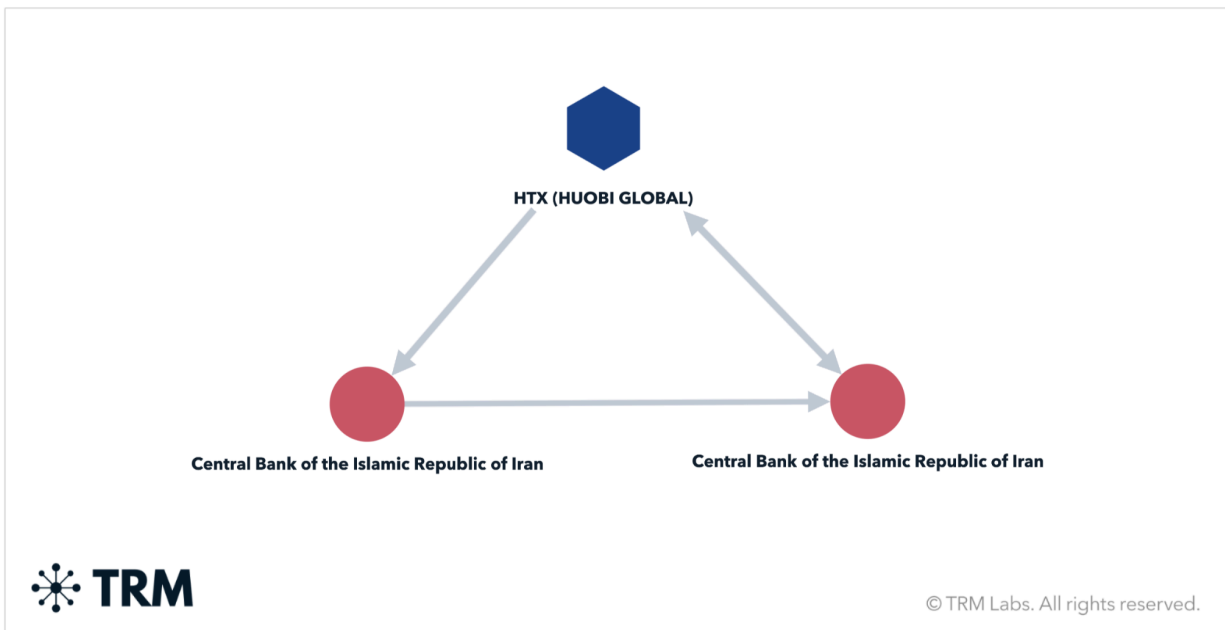 HTX (HUOBI GLOBAL)
Central Bank of the Islamic Republic of Iran
Central Bank of the Islamic Republic of Iran
TRM
© TRM Labs. All rights reserved.